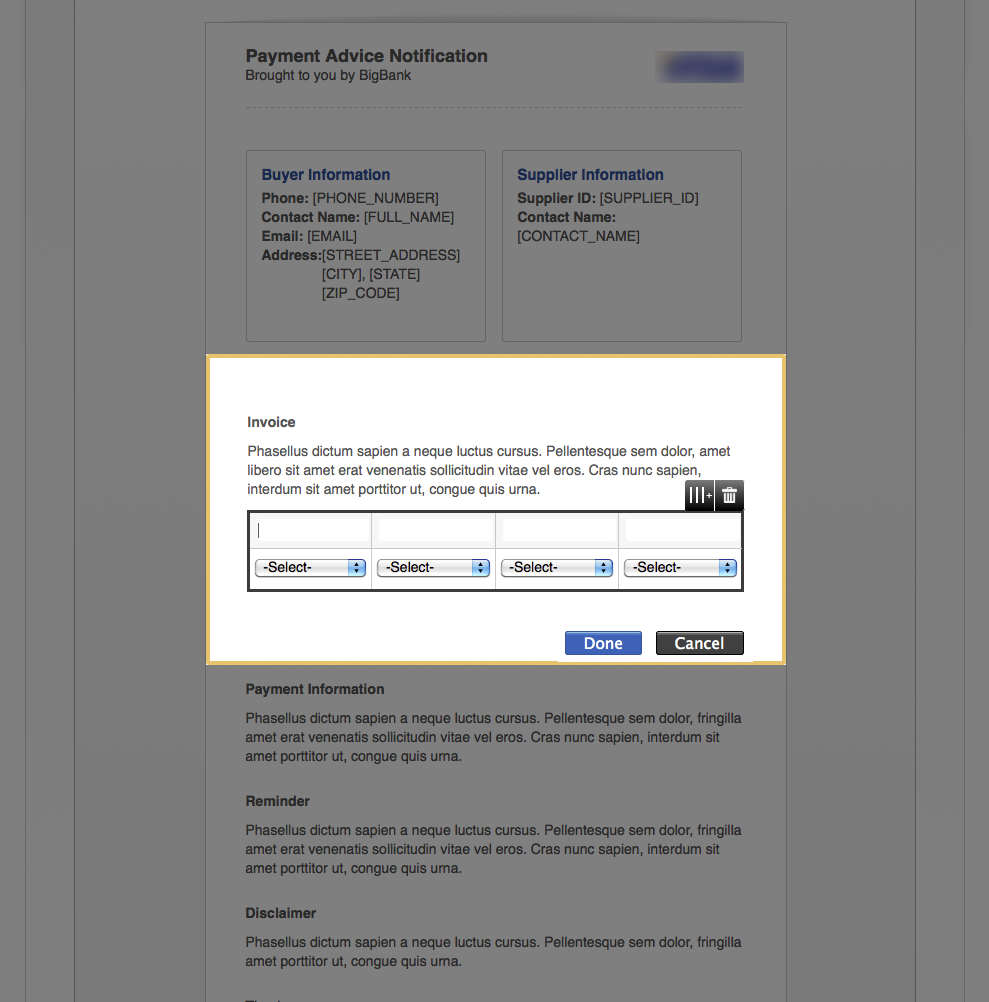 Payment Advice Notification
Brought to you by BigBank
Buyer Information
Phone: [PHONE_NUMBER]
Contact Name: [FULL_NAME]
Email: [EMAIL]
Address:[STREET_ADDRESS]
[CITY], [STATE]
[ZIP_CODE]
Supplier Information
Supplier ID: [SUPPLIER_ID]
Contact Name:
[CONTACT_NAME]
Invoice
Phasellus dictum sapien a neque luctus cursus. Pellentesque sem dolor, amet
libero sit amet erat venenatis sollicitudin vitae vel eros. Cras nunc sapien,
interdum sit amet porttitor ut, congue quis urna.
-Select- -Select- -Select- -Select-
Done Cancel
Payment Information
Phasellus dictum sapien a neque luctus cursus. Pellentesque sem dolor, fringilla
amet erat venenatis sollicitudin vitae vel eros. Cras nunc sapien, interdum sit
amet porttitor ut, congue quis urna.
Reminder
Phasellus dictum sapien a neque luctus cursus. Pellentesque sem dolor, fringilla
amet erat venenatis sollicitudin vitae vel eros. Cras nunc sapien, interdum sit
amet porttitor ut, congue quis urna.
Disclaimer
Phasellus dictum sapien a neque luctus cursus. Pellentesque sem dolor, fringilla
amet porttitor ut, congue quis urna.